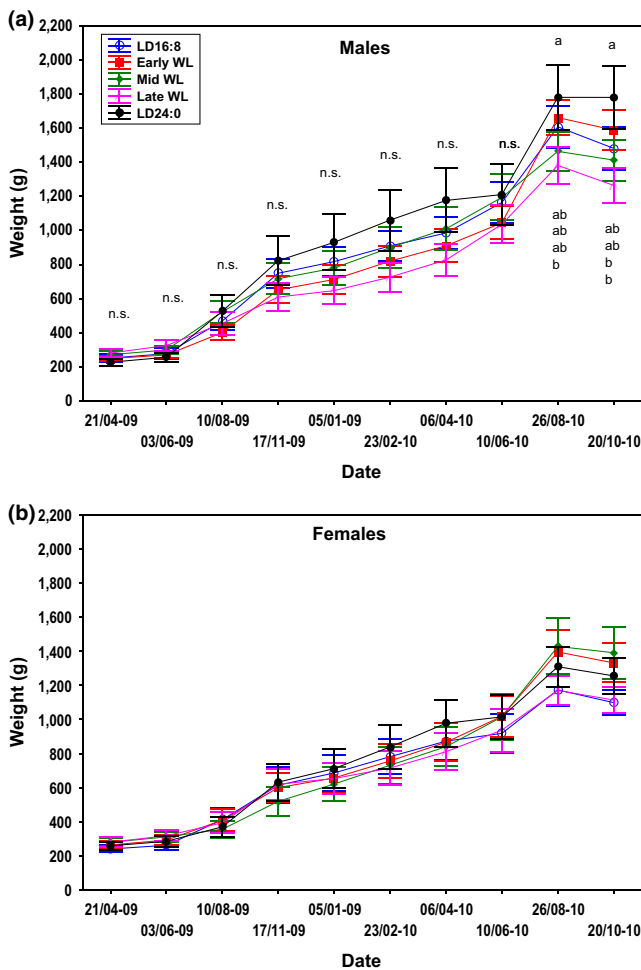 (a)
Males
LD16:8
Early WL
Mid WL
Late WL
LD24:0
2,200
2,000
1,800
1,600
1,400
1,200
1,000
800
600
400
200
0
Weight (g)
n.s.
n.s.
n.s.
n.s.
n.s.
n.s.
n.s.
n.s.
a
a
ab
ab
ab
b
ab
ab
b
b
21/04-09
03/06-09
10/08-09
17/11-09
05/01-09
23/02-10
06/04-10
10/06-10
26/08-10
20/10-10
Date
(b)
Females
2,200
2,000
1,800
1,600
1,400
1,200
1,000
800
600
400
200
0
Weight (g)
21/04-09
03/06-09
10/08-09
17/11-09
05/01-09
23/02-10
06/04-10
10/06-10
26/08-10
20/10-10
Date